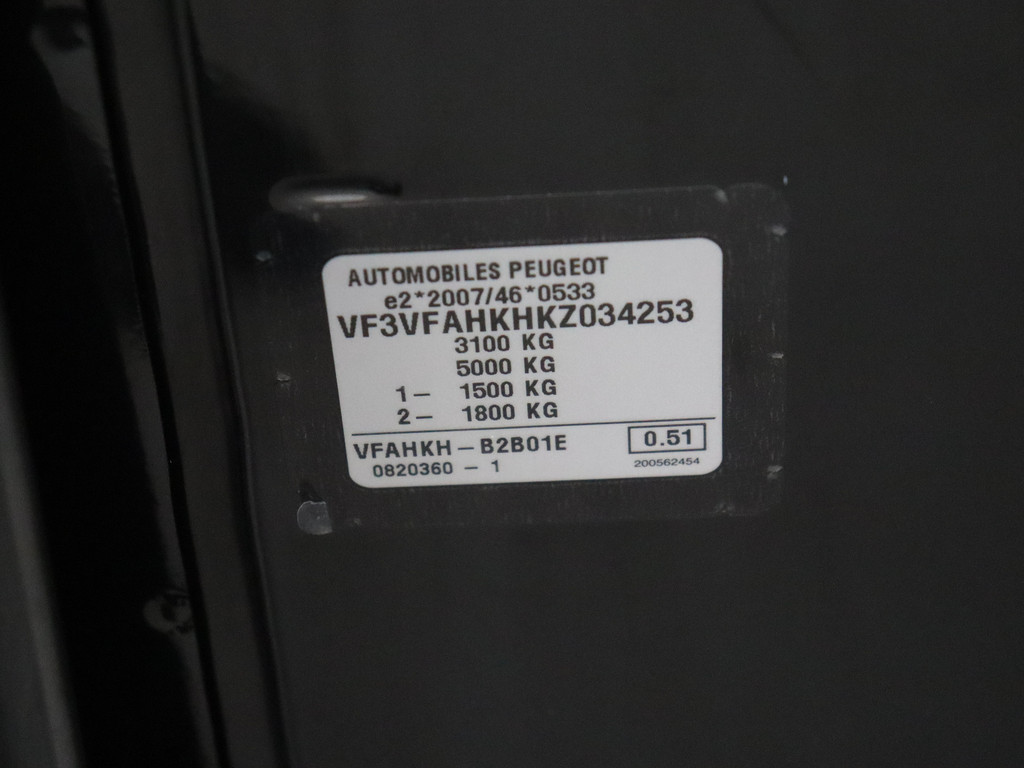 AUTOMOBILES PEUGEOT
e2*2007/46*0533
VF3VFAHKHKZ034253
3100 KG
5000 KG
1- 1500 KG
2- 1800 KG
VFAHKH-B2B01E 0.51
0820360 - 1 200562454